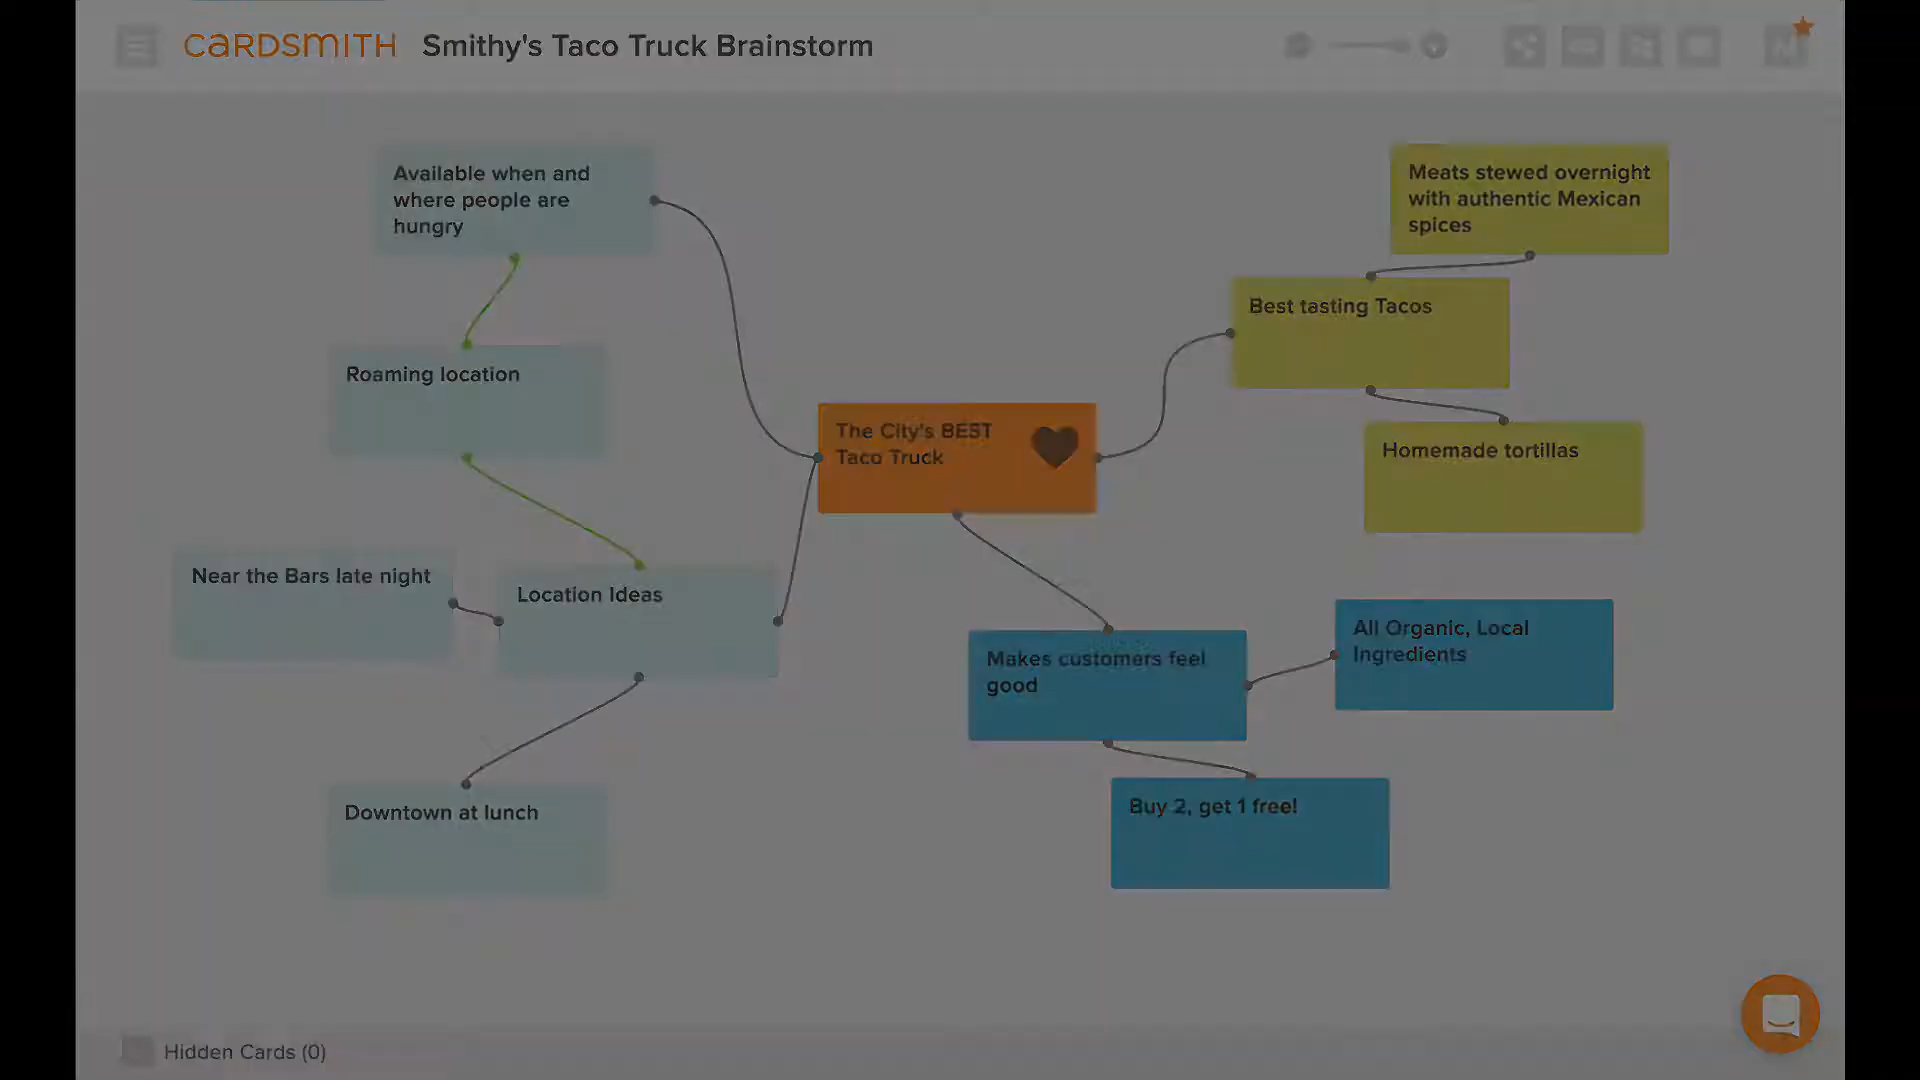 CARDSMITH Smithy's Taco Truck Brainstorm
Available when and
where people are
hungry
Meats stewed overnight
with authentic Mexican
spices
Best tasting Tacos
Roaming location
The City's BEST
Taco Truck
Homemade tortillas
Near the Bars late night
Location Ideas
All Organic, Local
Ingredients
Makes customers feel
good
Downtown at lunch
Buy 2, get 1 free!
Hidden Cards (0)